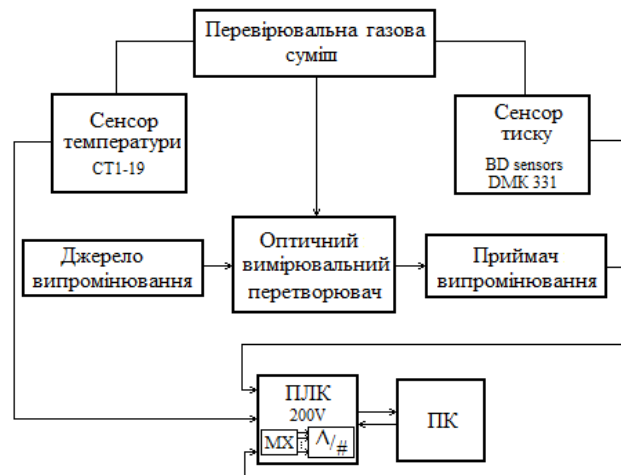 Перевірювальна газова
суміш
Сенсор
температури
СТ1-19
Сенсор
тиску
BD sensors
DMK 331
Джерело
випромінювання
Оптичний
вимірювальний
перетворювач
Приймач
випромінювання
ПЛК
200V
МХ
Λ/#
ПК